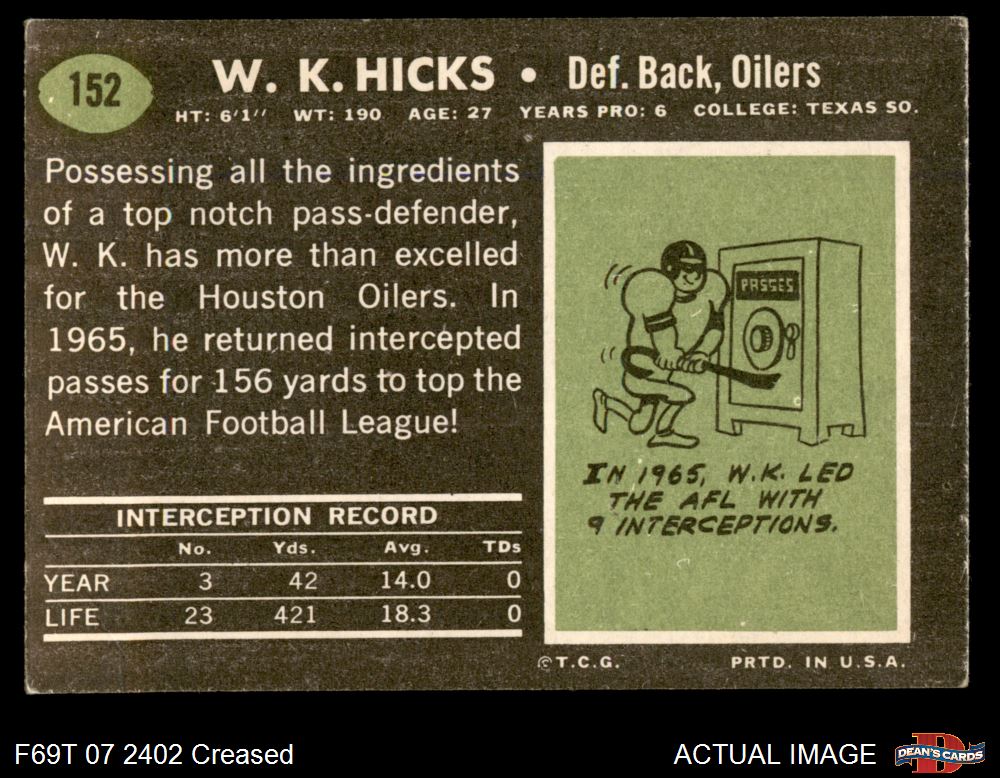 152
W. K. HICKS • Def. Back, Oilers
HT: 6'1'' WT: 190 AGE: 27 YEARS PRO: 6 COLLEGE: TEXAS SO.
Possessing all the ingredients
of a top notch pass-defender,
W. K. has more than excelled
for the Houston Oilers. In
1965, he returned intercepted
passes for 156 yards to top the
American Football League!
INTERCEPTION RECORD
No. Yds. Avg. TDs
YEAR 3 42 14.0 0
LIFE 23 421 18.3 0
PASSES
IN 1965, W.K. LED
THE AFL WITH
9 INTERCEPTIONS.
©T.C.G. PRTD. IN U.S.A.
F69T 07 2402 Creased
ACTUAL IMAGE
D
DEAN'S CARDS